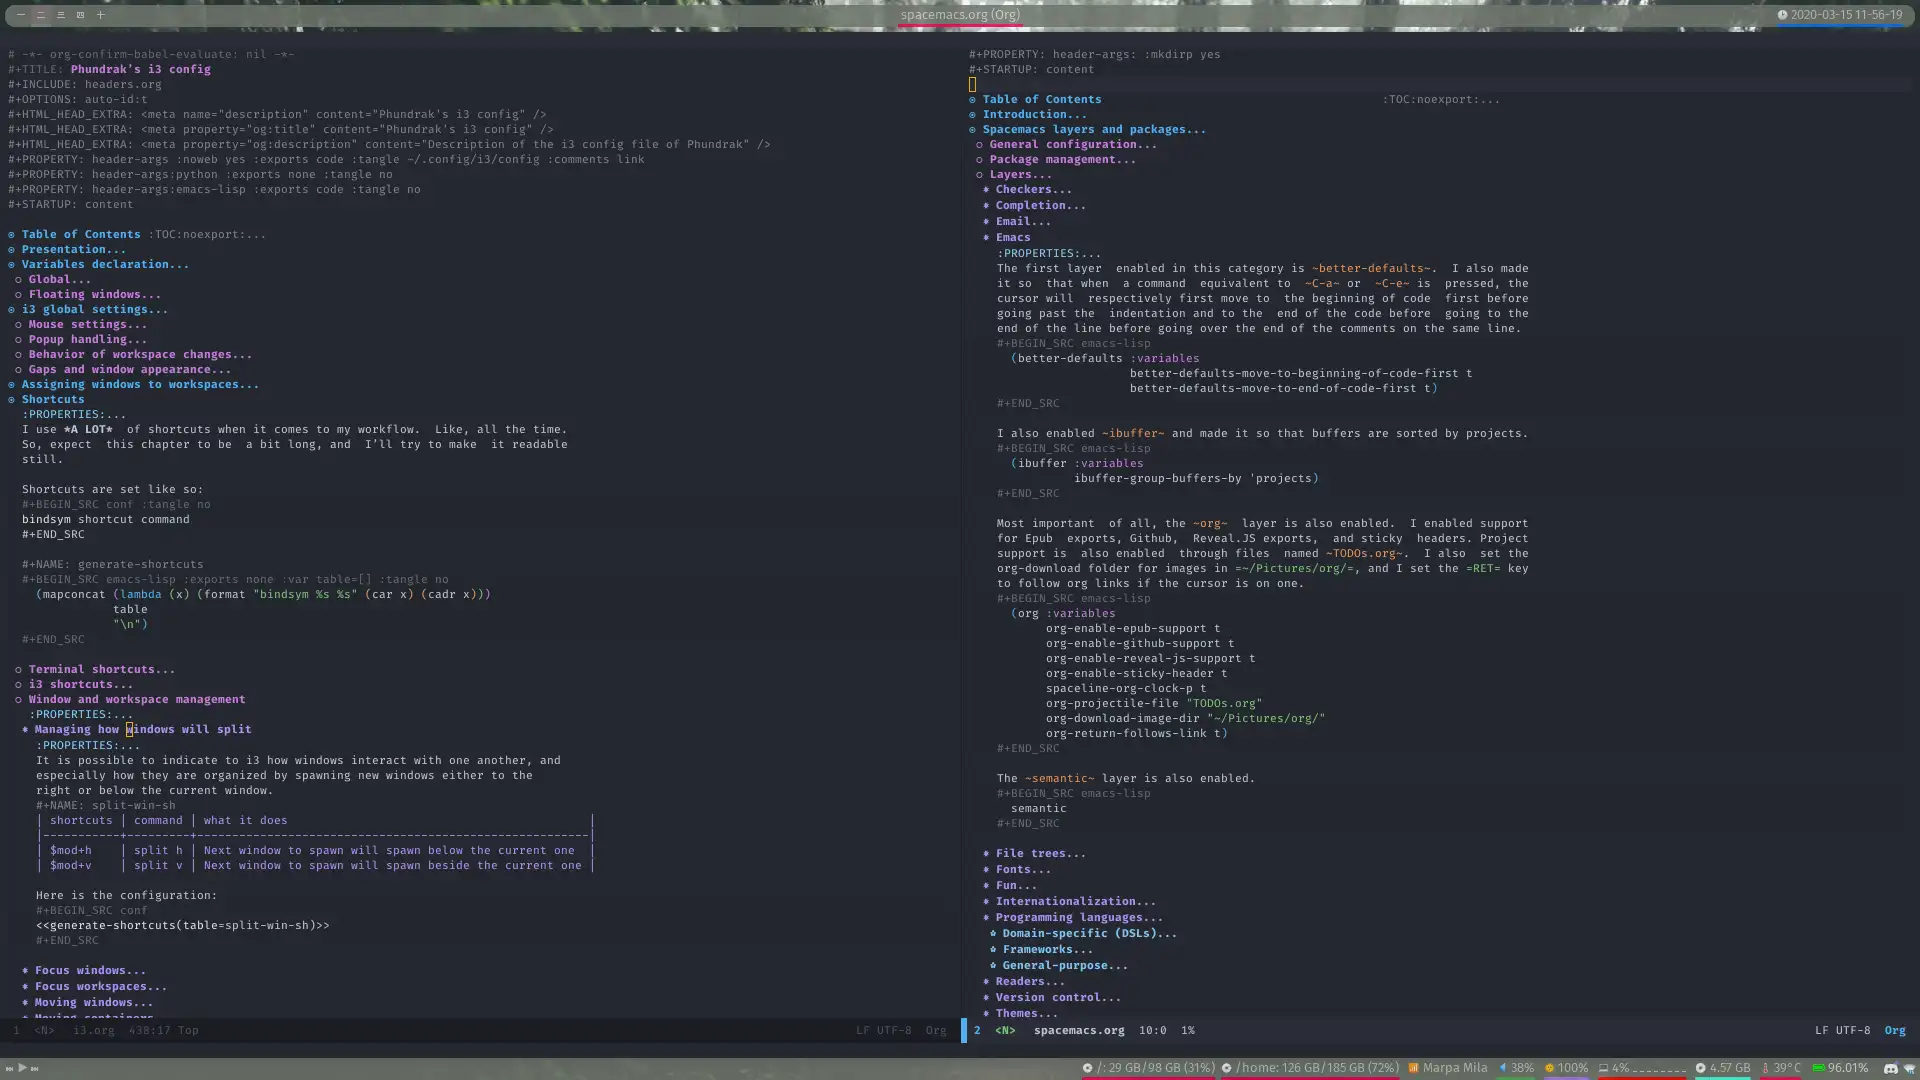 一 二 三 四 +
spacemacs.org (Org)
2020-03-15 11-56-19
# -*- org-confirm-babel-evaluate: nil -*-
#+TITLE: Phundrak's i3 config
#+INCLUDE: headers.org
#+OPTIONS: auto-id:t
#+HTML_HEAD_EXTRA: <meta name="description" content="Phundrak's i3 config" />
#+HTML_HEAD_EXTRA: <meta property="og:title" content="Phundrak's i3 config" />
#+HTML_HEAD_EXTRA: <meta property="og:description" content="Description of the i3 config file of Phundrak" />
#+PROPERTY: header-args :noweb yes :exports code :tangle ~/.config/i3/config :comments link
#+PROPERTY: header-args:python :exports none :tangle no
#+PROPERTY: header-args:emacs-lisp :exports code :tangle no
#+STARTUP: content
Table of Contents :TOC:noexport:...
Presentation...
Variables declaration...
Global...
Floating windows...
i3 global settings...
Mouse settings...
Popup handling...
Behavior of workspace changes...
Gaps and window appearance...
Assigning windows to workspaces...
Shortcuts
:PROPERTIES:...
I use *A LOT*  of shortcuts when it comes to my workflow.  Like, all the time.
So, expect  this chapter to be  a bit long, and  I'll try to make  it readable
still.
Shortcuts are set like so:
#+BEGIN_SRC conf :tangle no
bindsym shortcut command
#+END_SRC
#+NAME: generate-shortcuts
#+BEGIN_SRC emacs-lisp :exports none :var table=[] :tangle no
(mapconcat (lambda (x) (format "bindsym %s %s" (car x) (cadr x)))
table
"\n")
#+END_SRC
Terminal shortcuts...
i3 shortcuts...
Window and workspace management
:PROPERTIES:...
Managing how windows will split
:PROPERTIES:...
It is possible to indicate to i3 how windows interact with one another, and
especially how they are organized by spawning new windows either to the
right or below the current window.
#+NAME: split-win-sh
| shortcuts | command | what it does                                           |
|-----------+---------+--------------------------------------------------------|
| $mod+h    | split h | Next window to spawn will spawn below the current one  |
| $mod+v    | split v | Next window to spawn will spawn beside the current one |
Here is the configuration:
#+BEGIN_SRC conf
<<generate-shortcuts(table=split-win-sh)>>
#+END_SRC
Focus windows...
Focus workspaces...
Moving windows...
Moving containers
1 <N> i3.org 438:17 Top
LF UTF-8 Org
#+PROPERTY: header-args: :mkdirp yes
#+STARTUP: content
Table of Contents :TOC:noexport:...
Introduction...
Spacemacs layers and packages...
General configuration...
Package management...
Layers...
Checkers...
Completion...
Email...
Emacs
:PROPERTIES:...
The first layer  enabled in this category is ~better-defaults~.  I also made
it so  that when  a command  equivalent to  ~C-a~ or  ~C-e~ is  pressed, the
cursor will  respectively first move to  the beginning of code  first before
going past the  indentation and to the  end of the code before  going to the
end of the line before going over the end of the comments on the same line.
#+BEGIN_SRC emacs-lisp
(better-defaults :variables
better-defaults-move-to-beginning-of-code-first t
better-defaults-move-to-end-of-code-first t)
#+END_SRC
I also enabled ~ibuffer~ and made it so that buffers are sorted by projects.
#+BEGIN_SRC emacs-lisp
(ibuffer :variables
ibuffer-group-buffers-by 'projects)
#+END_SRC
Most important  of all, the ~org~  layer is also enabled.  I enabled support
for Epub  exports, Github,  Reveal.JS exports,  and sticky  headers. Project
support is  also enabled  through files  named ~TODOs.org~.  I also  set the
org-download folder for images in =~/Pictures/org/=, and I set the =RET= key
to follow org links if the cursor is on one.
#+BEGIN_SRC emacs-lisp
(org :variables
org-enable-epub-support t
org-enable-github-support t
org-enable-reveal-js-support t
org-enable-sticky-header t
spaceline-org-clock-p t
org-projectile-file "TODOs.org"
org-download-image-dir "~/Pictures/org/"
org-return-follows-link t)
#+END_SRC
The ~semantic~ layer is also enabled.
#+BEGIN_SRC emacs-lisp
semantic
#+END_SRC
File trees...
Fonts...
Fun...
Internationalization...
Programming languages...
Domain-specific (DSLs)...
Frameworks...
General-purpose...
Readers...
Version control...
Themes...
2 <N> spacemacs.org 10:0 1%
LF UTF-8 Org
/: 29 GB/98 GB (31%) /home: 126 GB/185 GB (72%) Marpa Mila 38% 100% 4% 4.57 GB 39°C 96.01%